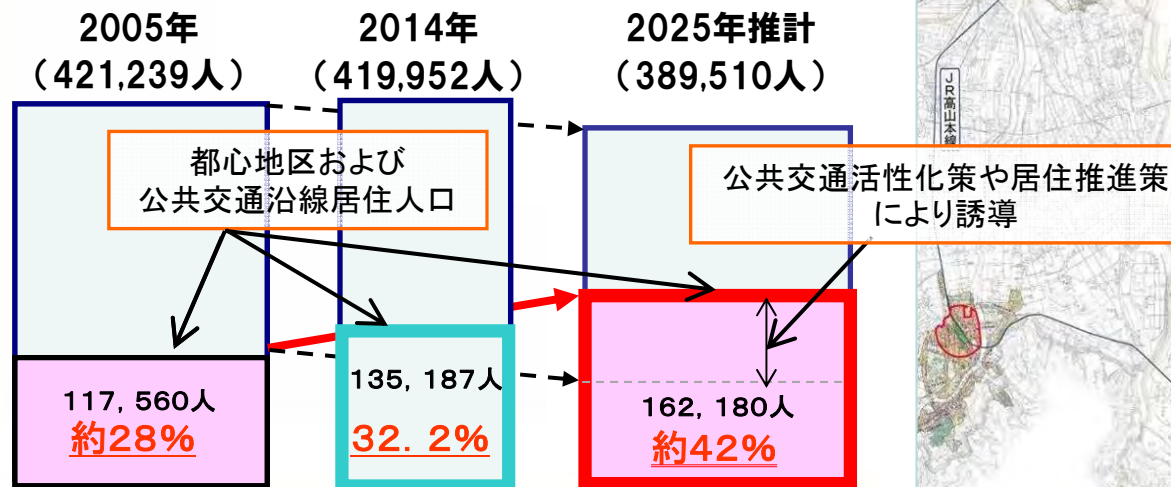 2005年
（421,239人）
2014年
（419,952人）
2025年推計
（389,510人）
都心地区および
公共交通沿線居住人口
公共交通活性化策や居住推進策
により誘導
117,560人
約28%
135,187人
32.2%
162,180人
約42%
JR高山本線